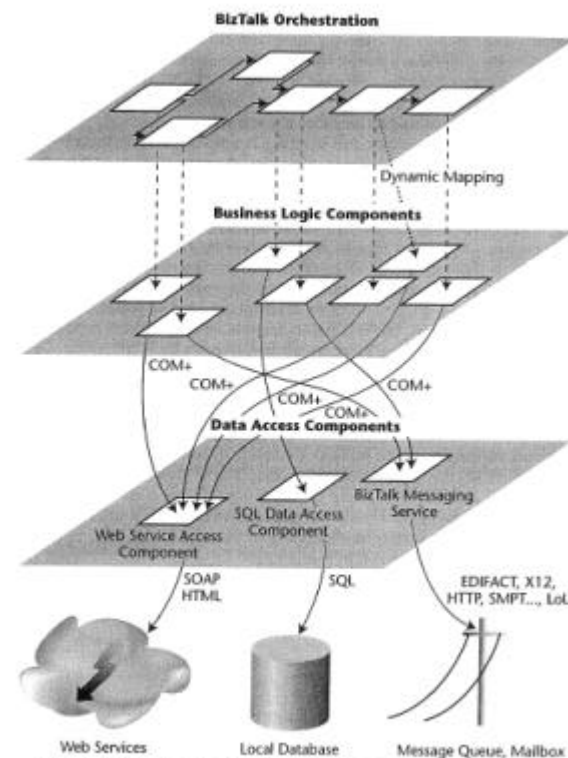 BizTalk Orchestration
Dynamic Mapping
Business Logic Components
COM+
COM+
COM+
COM+
COM+
Data Access Components
Web Service Access
Component
SQL Data Access
Component
BizTalk Messaging
Service
SOAP
HTML
SQL
EDIFACT, X12,
HTTP, SMPT..., LoL
Web Services
Local Database
Message Queue, Mailbox